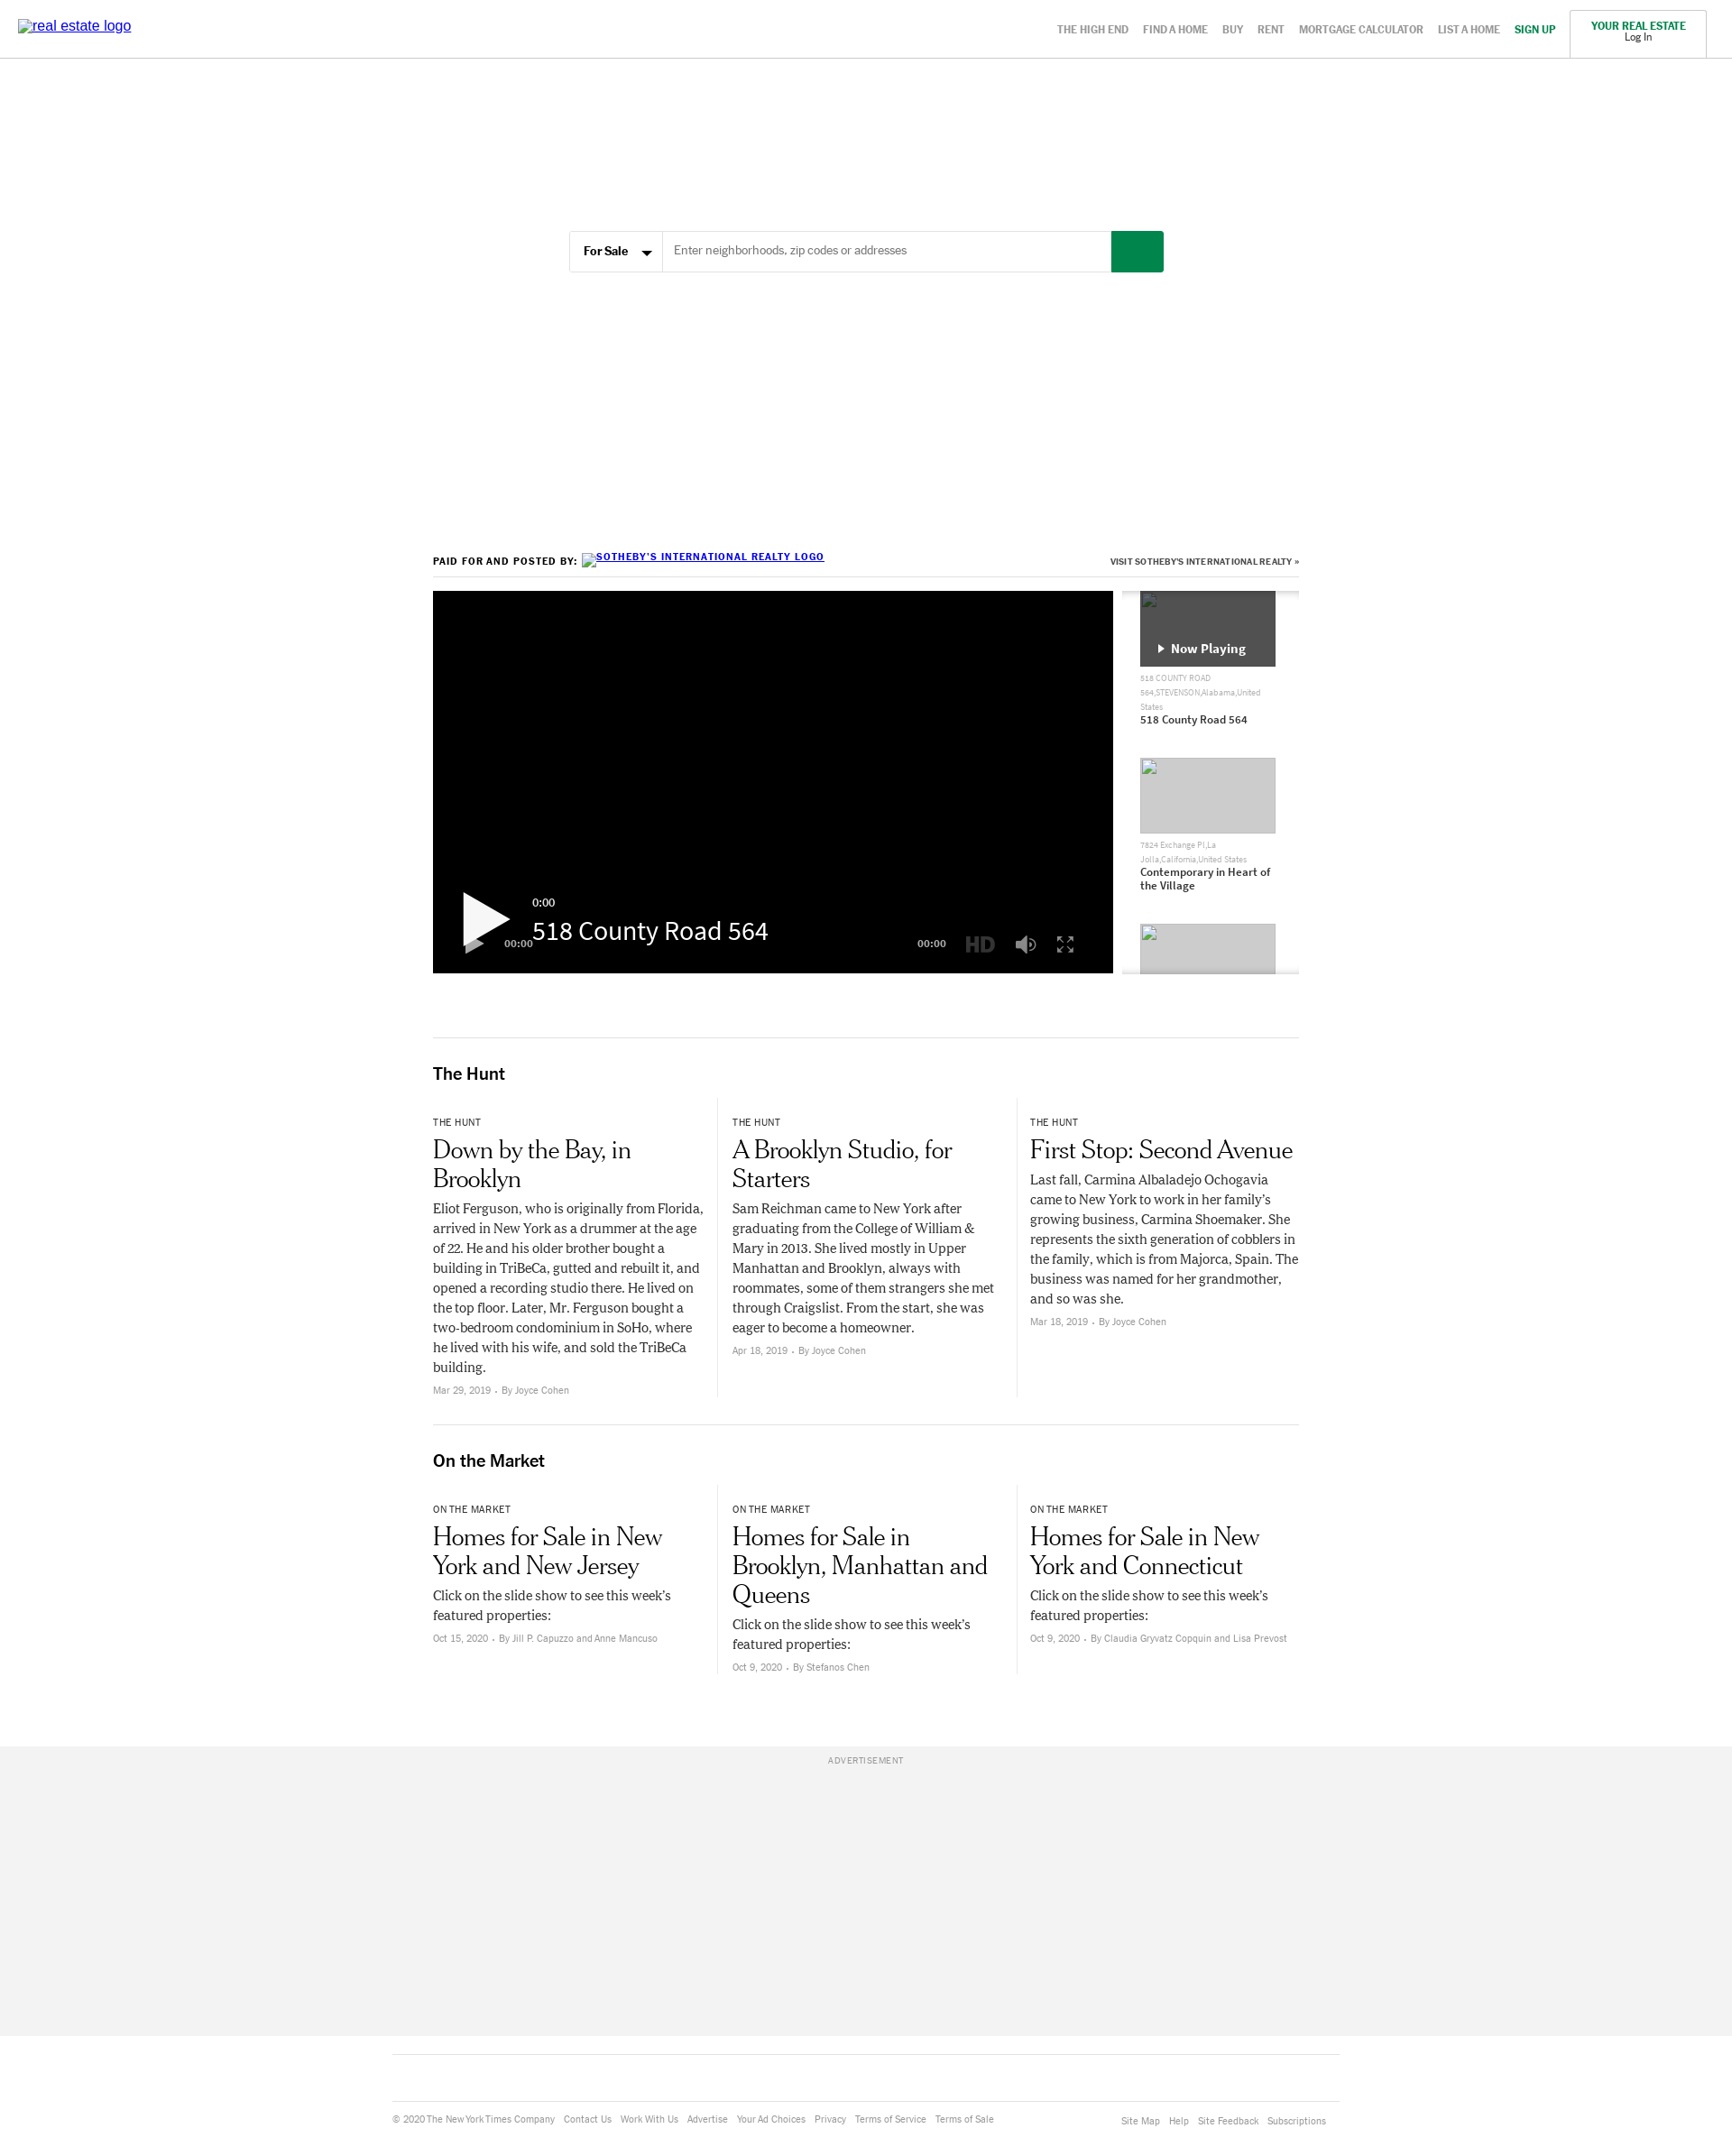 real estate logo
THE HIGH END FIND A HOME BUY RENT MORTGAGE CALCULATOR LIST A HOME SIGN UP
YOUR REAL ESTATE
Log In
For Sale
Enter neighborhoods, zip codes or addresses
PAID FOR AND POSTED BY: SOTHEBY'S INTERNATIONAL REALTY LOGO
VISIT SOTHEBY'S INTERNATIONAL REALTY »
0:00
518 County Road 564
00:00
00:00
HD
Now Playing
518 COUNTY ROAD
564,STEVENSON,Alabama,United
States
518 County Road 564
7824 Exchange Pl,La
Jolla,California,United States
Contemporary in Heart of
the Village
The Hunt
THE HUNT
Down by the Bay, in
Brooklyn
Eliot Ferguson, who is originally from Florida,
arrived in New York as a drummer at the age
of 22. He and his older brother bought a
building in TriBeCa, gutted and rebuilt it, and
opened a recording studio there. He lived on
the top floor. Later, Mr. Ferguson bought a
two-bedroom condominium in SoHo, where
he lived with his wife, and sold the TriBeCa
building.
Mar 29, 2019 • By Joyce Cohen
THE HUNT
A Brooklyn Studio, for
Starters
Sam Reichman came to New York after
graduating from the College of William &
Mary in 2013. She lived mostly in Upper
Manhattan and Brooklyn, always with
roommates, some of them strangers she met
through Craigslist. From the start, she was
eager to become a homeowner.
Apr 18, 2019 • By Joyce Cohen
THE HUNT
First Stop: Second Avenue
Last fall, Carmina Albaladejo Ochogavia
came to New York to work in her family's
growing business, Carmina Shoemaker. She
represents the sixth generation of cobblers in
the family, which is from Majorca, Spain. The
business was named for her grandmother,
and so was she.
Mar 18, 2019 • By Joyce Cohen
On the Market
ON THE MARKET
Homes for Sale in New
York and New Jersey
Click on the slide show to see this week's
featured properties:
Oct 15, 2020 • By Jill P. Capuzzo and Anne Mancuso
ON THE MARKET
Homes for Sale in
Brooklyn, Manhattan and
Queens
Click on the slide show to see this week's
featured properties:
Oct 9, 2020 • By Stefanos Chen
ON THE MARKET
Homes for Sale in New
York and Connecticut
Click on the slide show to see this week's
featured properties:
Oct 9, 2020 • By Claudia Gryvatz Copquin and Lisa Prevost
ADVERTISEMENT
© 2020 The New York Times Company Contact Us Work With Us Advertise Your Ad Choices Privacy Terms of Service Terms of Sale
Site Map Help Site Feedback Subscriptions